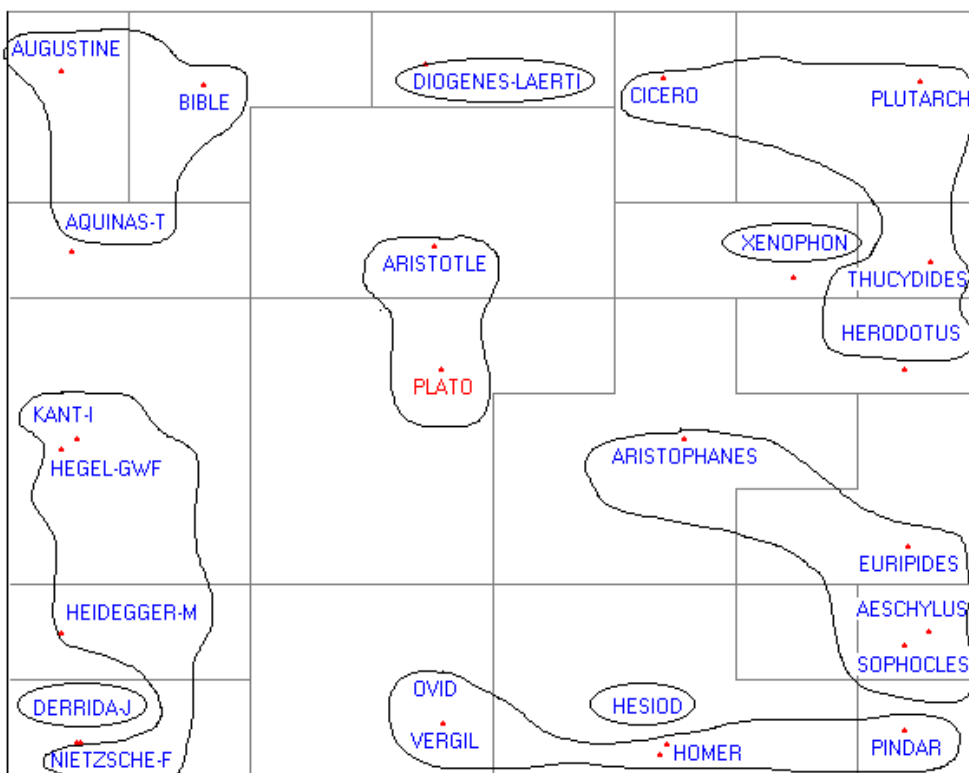 AUGUSTINE
BIBLE
DIOGENES-LAERTI
CICERO
PLUTARCH
AQUINAS-T
ARISTOTLE
XENOPHON
THUCYDIDES
HERODOTUS
PLATO
KANT-I
HEGEL-GWF
ARISTOPHANES
EURIPIDES
HEIDEGGER-M
AESCHYLUS
SOPHOCLES
OVID
DERRIDA-J
HESIOD
VERGIL
HOMER
PINDAR
NIETZSCHE-F